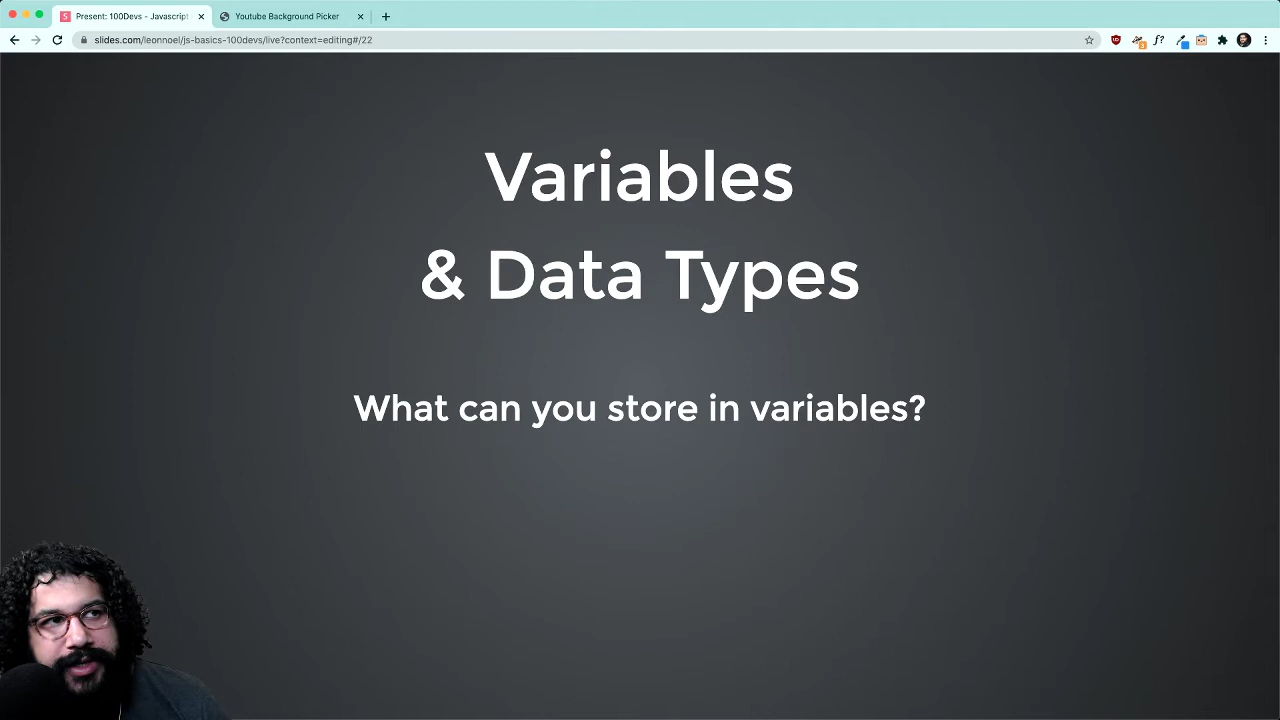 Present: 100Devs - Javascript
Youtube Background Picker
slides.com/leonnoel/js-basics-100devs/live?context=editing#/22
f?
3
Variables
& Data Types
What can you store in variables?